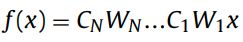 f(x) = C_N W_N...C_1 W_1 x